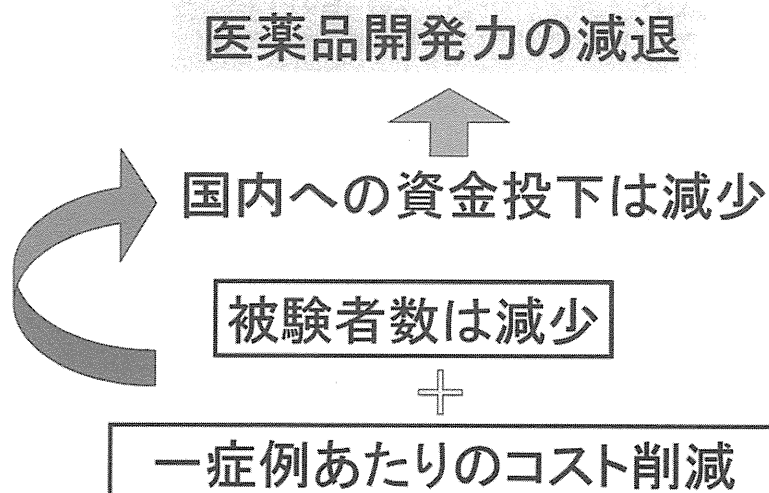 医薬品開発力の減退
国内への資金投下は減少
被験者数は減少
+
一症例あたりのコスト削減